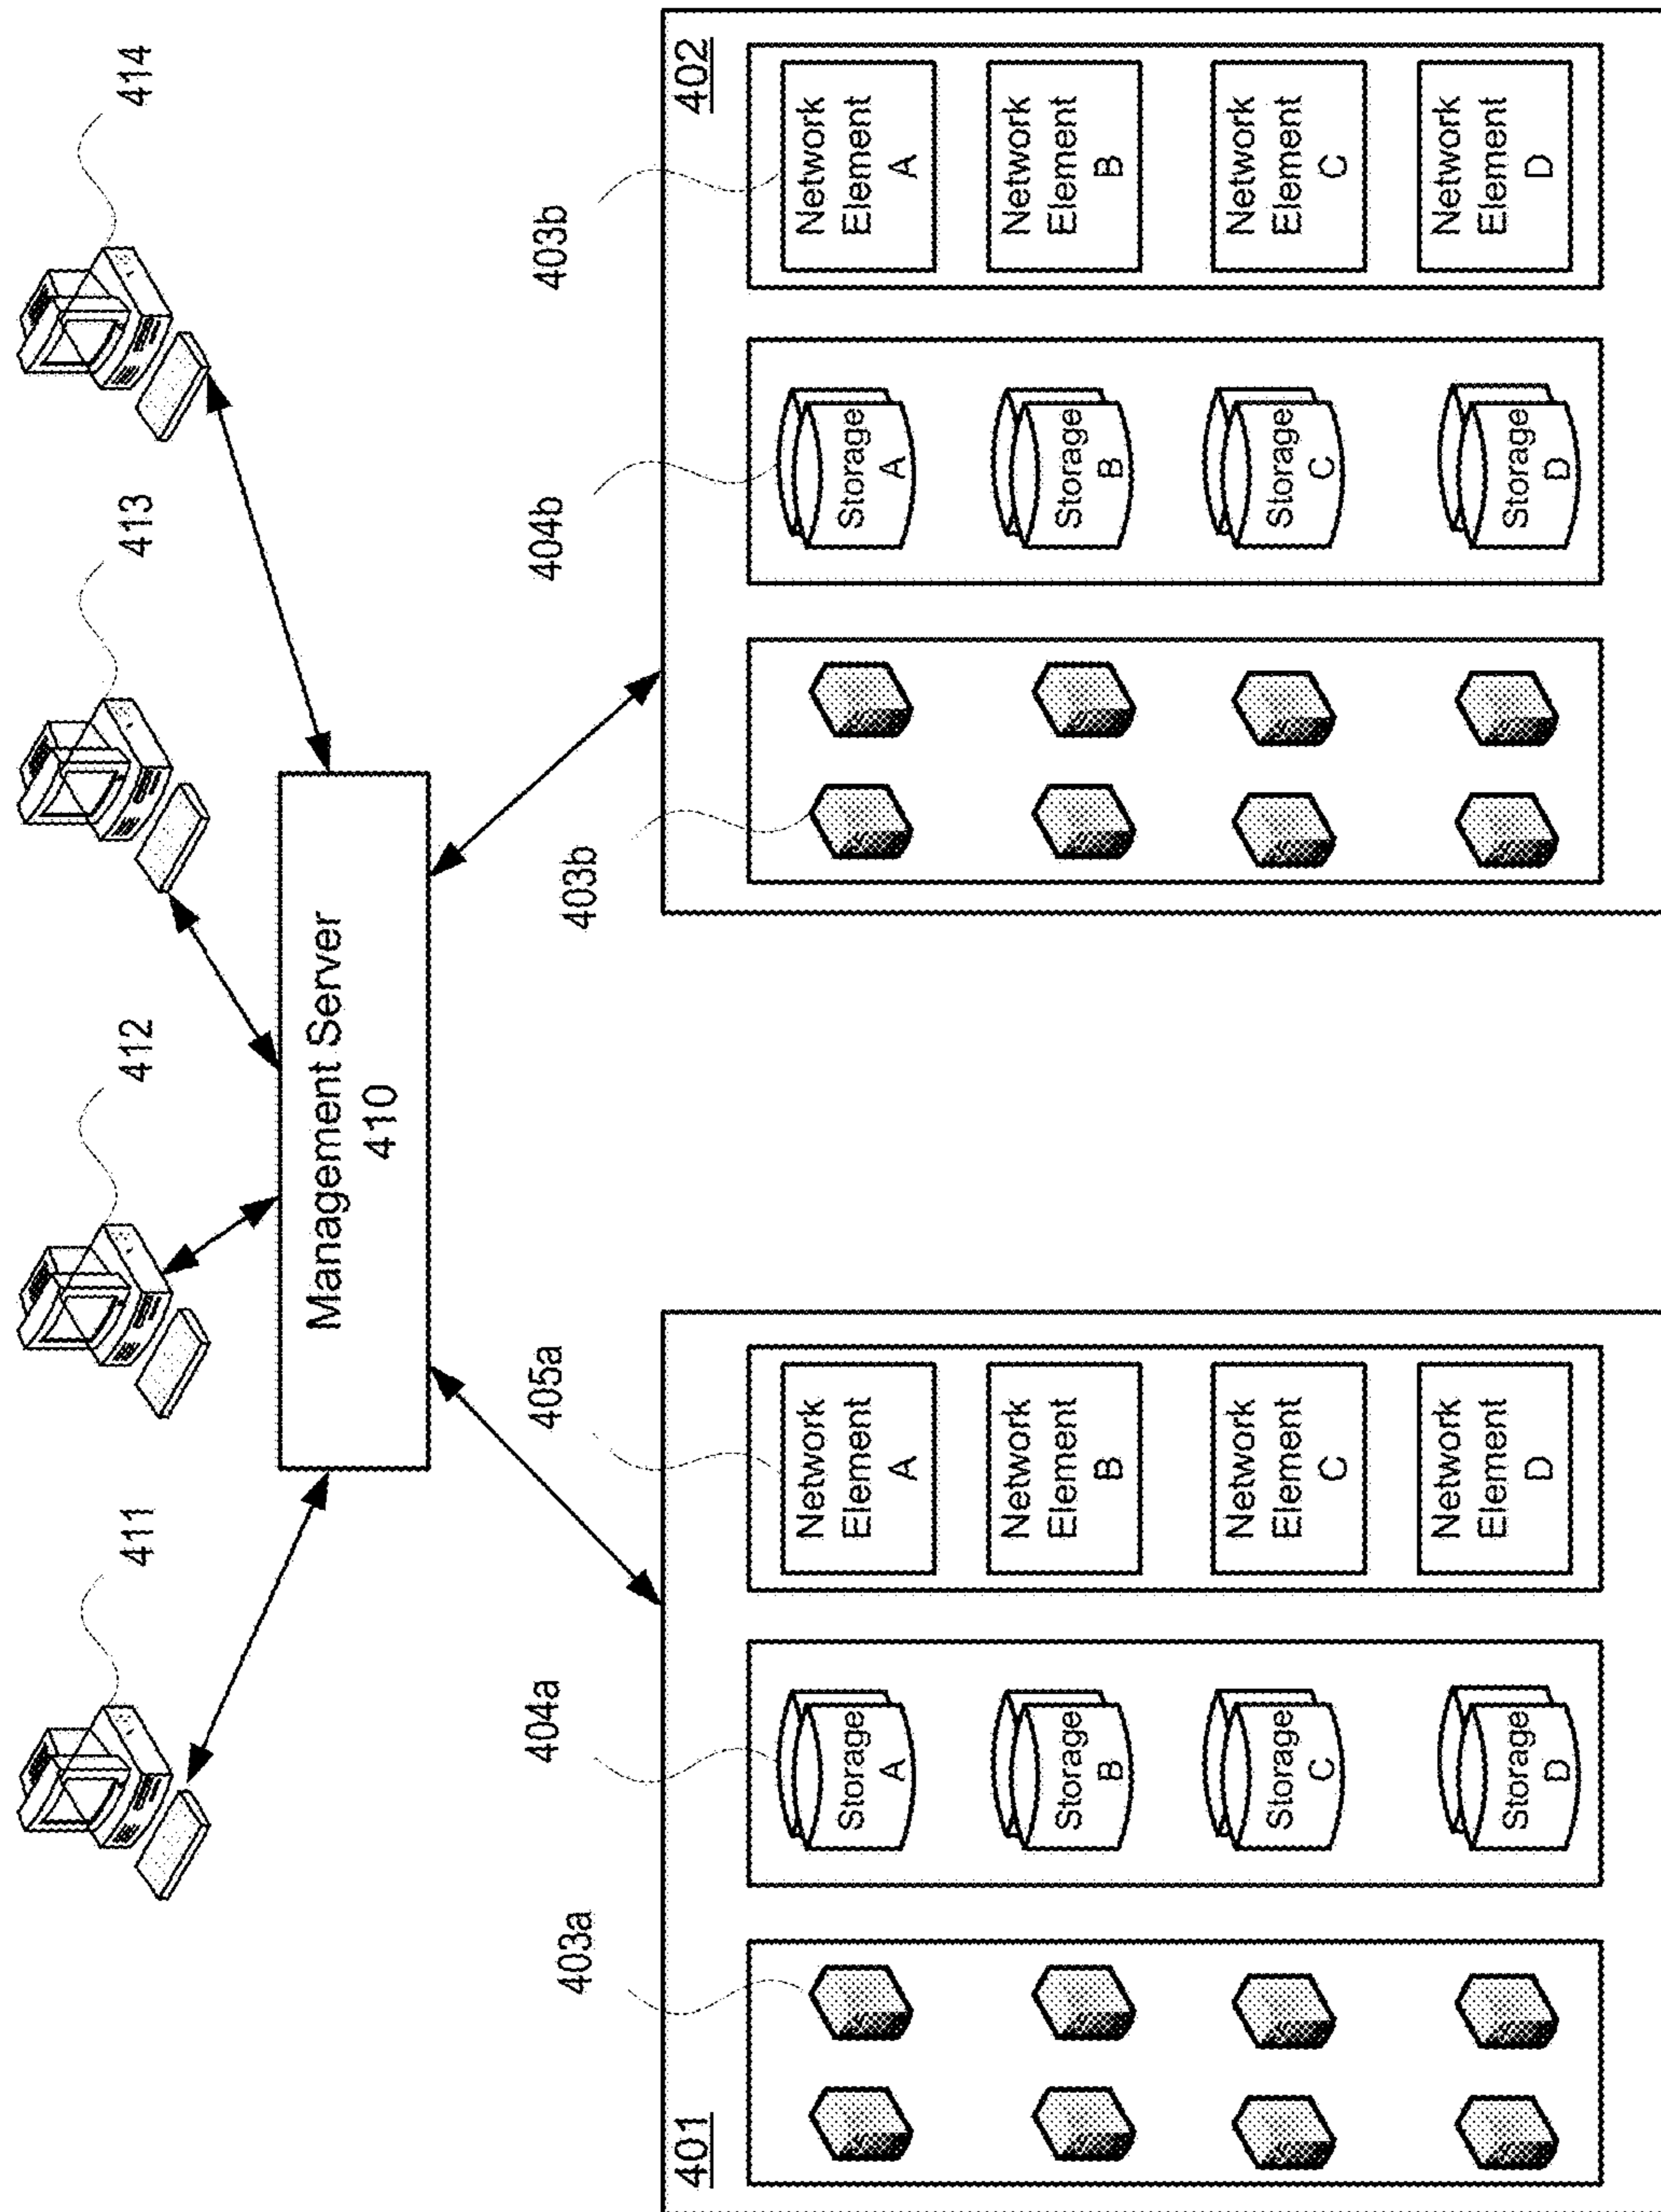 411
412
413
414
Management Server
410
403a
404a
405a
403b
404b
403b
401
402
Storage
A
Storage
B
Storage
C
Storage
D
Network
Element
A
Network
Element
B
Network
Element
C
Network
Element
D
Storage
A
Storage
B
Storage
C
Storage
D
Network
Element
A
Network
Element
B
Network
Element
C
Network
Element
D